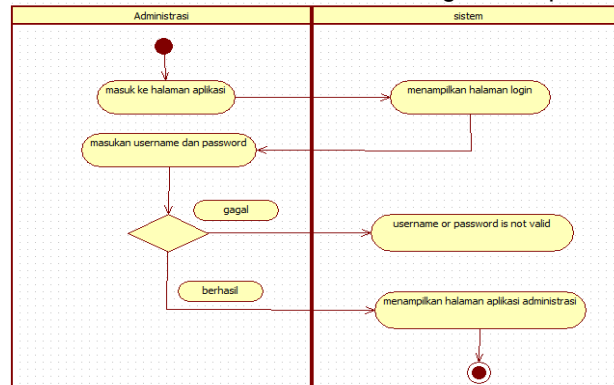 Administrasi
sistem
masuk ke halaman aplikasi
menampilkan halaman login
masukan username dan password
gagal
username or password is not valid
berhasil
menampilkan halaman aplikasi administrasi